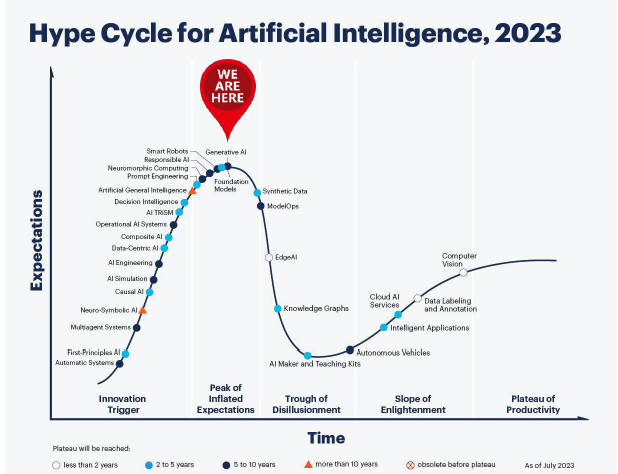 Hype Cycle for Artificial Intelligence, 2023
WE
ARE
HERE
Expectations
Smart Robots
Responsible AI
Neuromorphic Computing
Prompt Engineering
Artificial General Intelligence
Decision Intelligence
AI TRiSM
Operational AI Systems
Composite AI
Data-Centric AI
AI Engineering
AI Simulation
Causal AI
Neuro-Symbolic AI
Multiagent Systems
First-Principles AI
Automatic Systems
Generative AI
Foundation
Models
Synthetic Data
ModelOps
EdgeAI
Knowledge Graphs
AI Maker and Teaching Kits
Autonomous Vehicles
Intelligent Applications
Cloud AI
Services
Data Labeling
and Annotation
Computer
Vision
Innovation
Trigger
Peak of
Inflated
Expectations
Trough of
Disillusionment
Slope of
Enlightenment
Plateau of
Productivity
Time
Plateau will be reached:
less than 2 years
2 to 5 years
5 to 10 years
more than 10 years
obsolete before plateau
As of July 2023